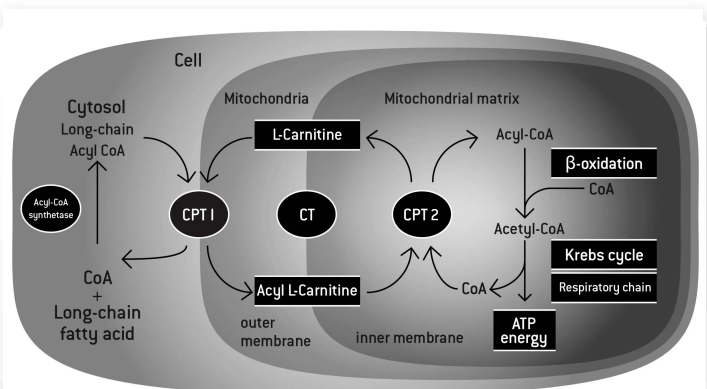 Cell
Cytosol
Long-chain
Acyl CoA
Mitochondria
Mitochondrial matrix
L-Carnitine
Acyl-CoA
β-oxidation
CoA
Acyl-CoA
syntetase
CPT I
CT
CPT 2
Acetyl-CoA
Krebs cycle
Respiratory chain
CoA
+
Long-chain
fatty acid
Acyl L-Carnitine
CoA
ATP
energy
outer
membrane
inner membrane